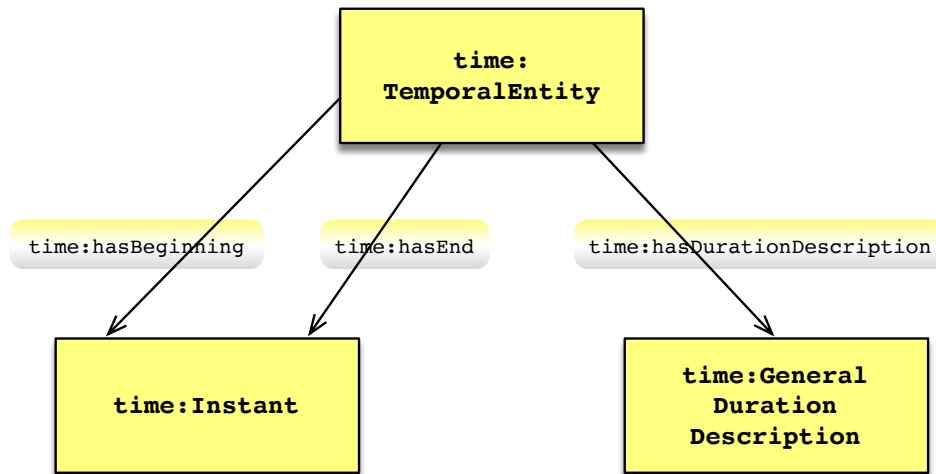 time:
TemporalEntity
time:hasBeginning
time:hasEnd
time:hasDurationDescription
time:Instant
time:General
Duration
Description